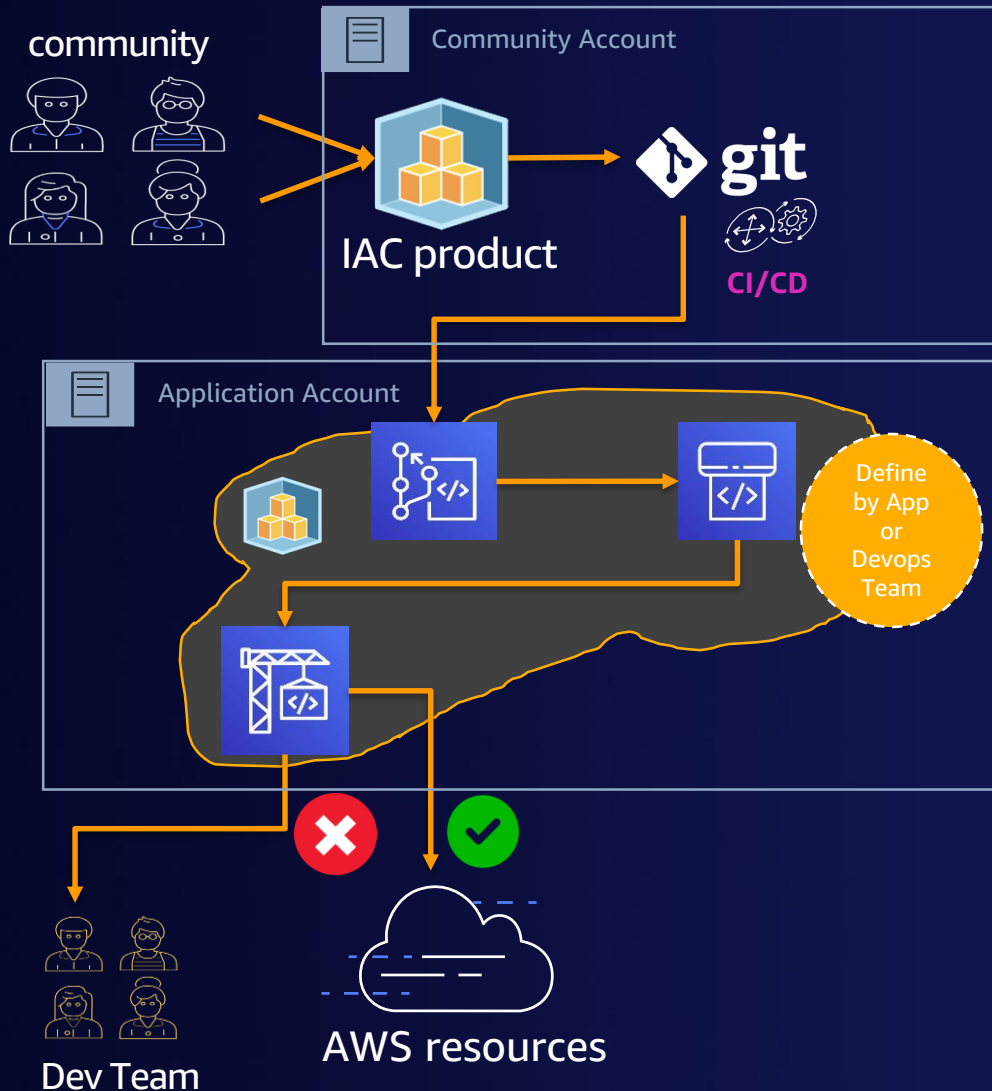 community
Community Account
IAC product
git
CI/CD
Application Account
</>
</>
Define
by App
or
Devops
Team
</>
AWS resources
Dev Team